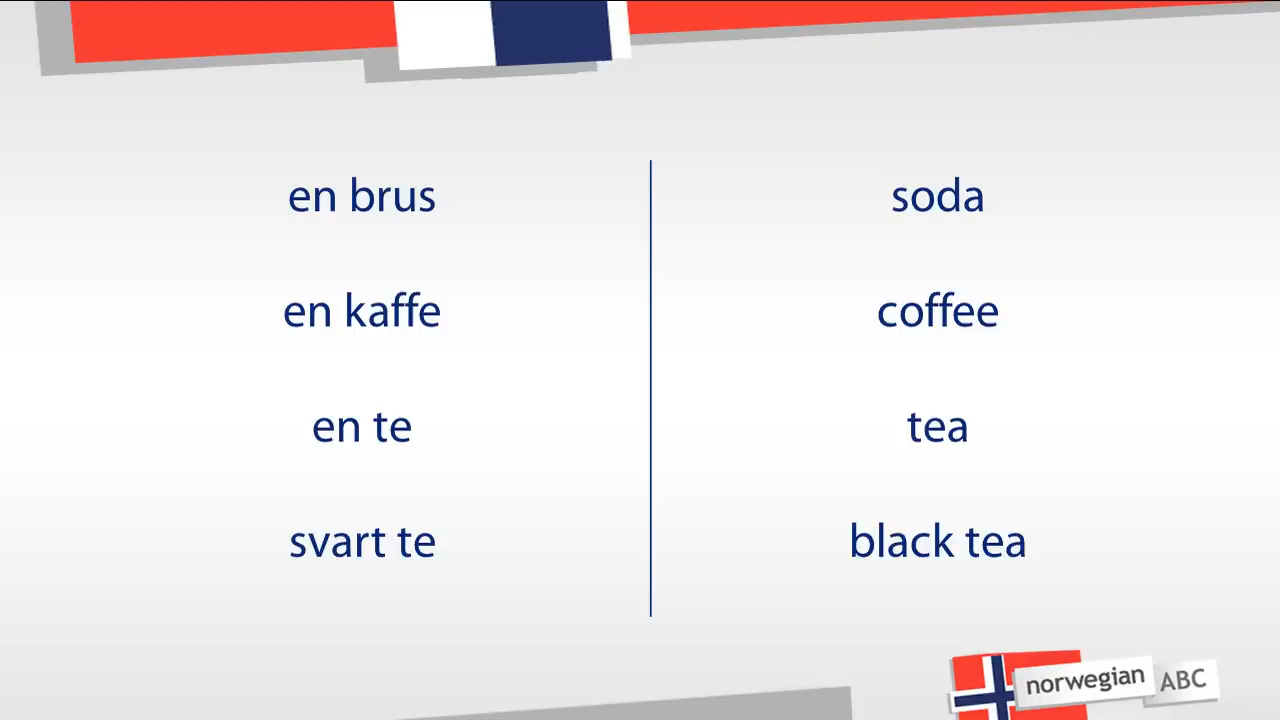 en brus soda
en kaffe coffee
en te tea
svart te black tea
norwegian ABC